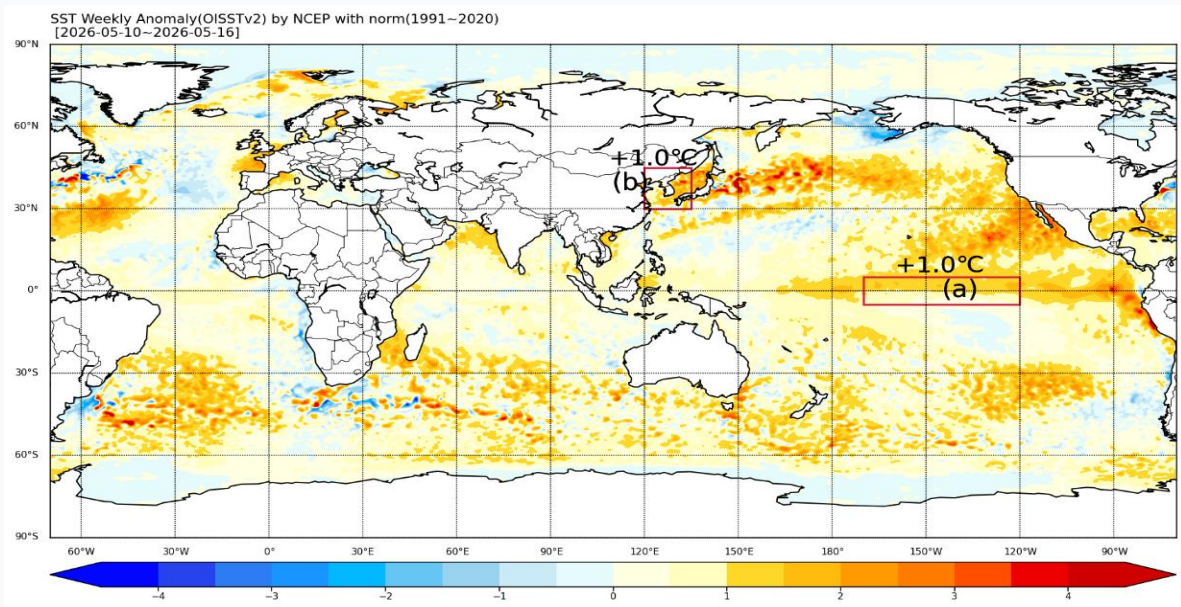 SST Weekly Anomaly(OISSTv2) by NCEP with norm(1991~2020)
[2026-05-10~2026-05-16]
90°N
60°N
30°N
0°
30°S
60°S
90°S
+1.0℃
(b)
+1.0℃
(a)
60°W 30°W 0° 30°E 60°E 90°E 120°E 150°E 180° 150°W 120°W 90°W
−4 −3 −2 −1 0 1 2 3 4